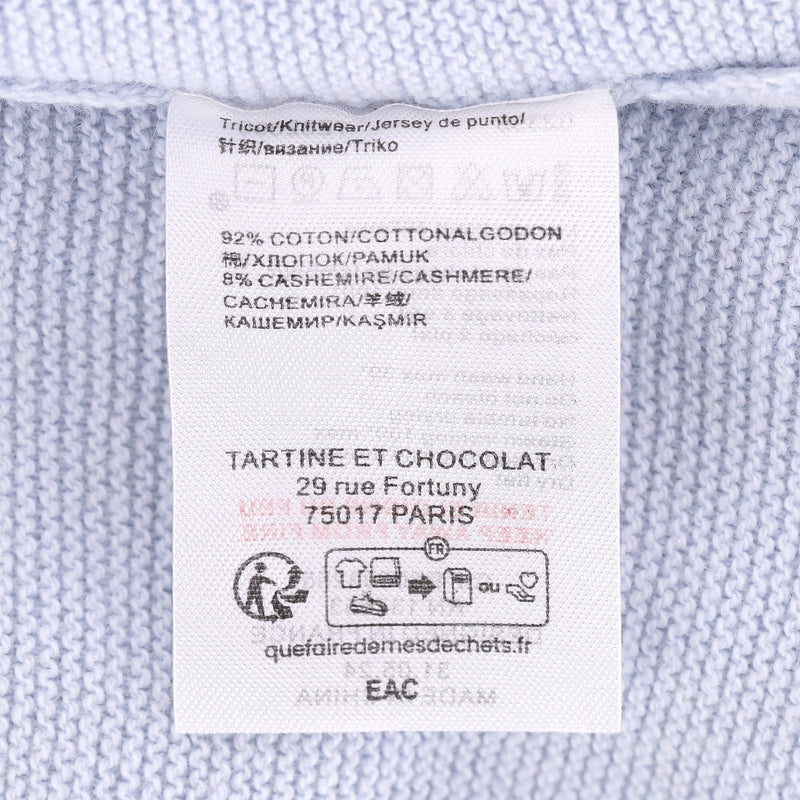 Tricot/Knitwear/Jersey de punto/
针织/вязание/Triko
92% COTON/COTTONALGODON
棉/ХЛОПОК/PAMUK
8% CASHEMIRE/CASHMERE/
CACHEMIRA/羊绒/
КАШЕМИР/KAŞMIR
TARTINE ET CHOCOLAT
29 rue Fortuny
75017 PARIS
FR
ou
quefairedemesdechets.fr
EAC